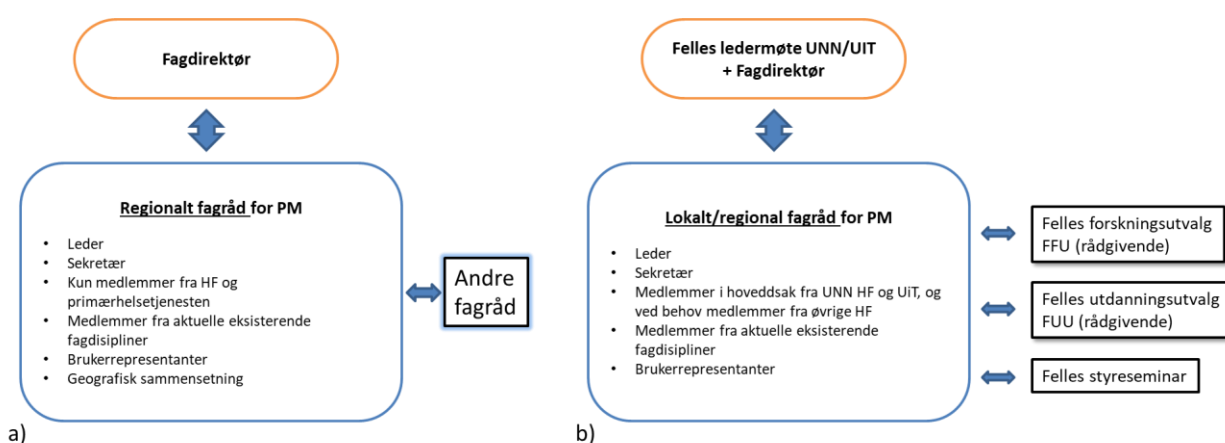 Fagdirektør
Regionalt fagråd for PM
• Leder
• Sekretær
• Kun medlemmer fra HF og
primærhelsetjenesten
• Medlemmer fra aktuelle eksisterende
fagdisipliner
• Brukerrepresentanter
• Geografisk sammensetning
Andre
fagråd
a)
Felles ledermøte UNN/UIT
+ Fagdirektør
Lokalt/regional fagråd for PM
• Leder
• Sekretær
• Medlemmer i hoveddsak fra UNN HF og UiT, og
ved behov medlemmer fra øvrige HF
• Medlemmer fra aktuelle eksisterende
fagdisipliner
• Brukerrepresentanter
Felles forskningsutvalg
FFU (rådgivende)
Felles utdanningsutvalg
FUU (rådgivende)
Felles styreseminar
b)